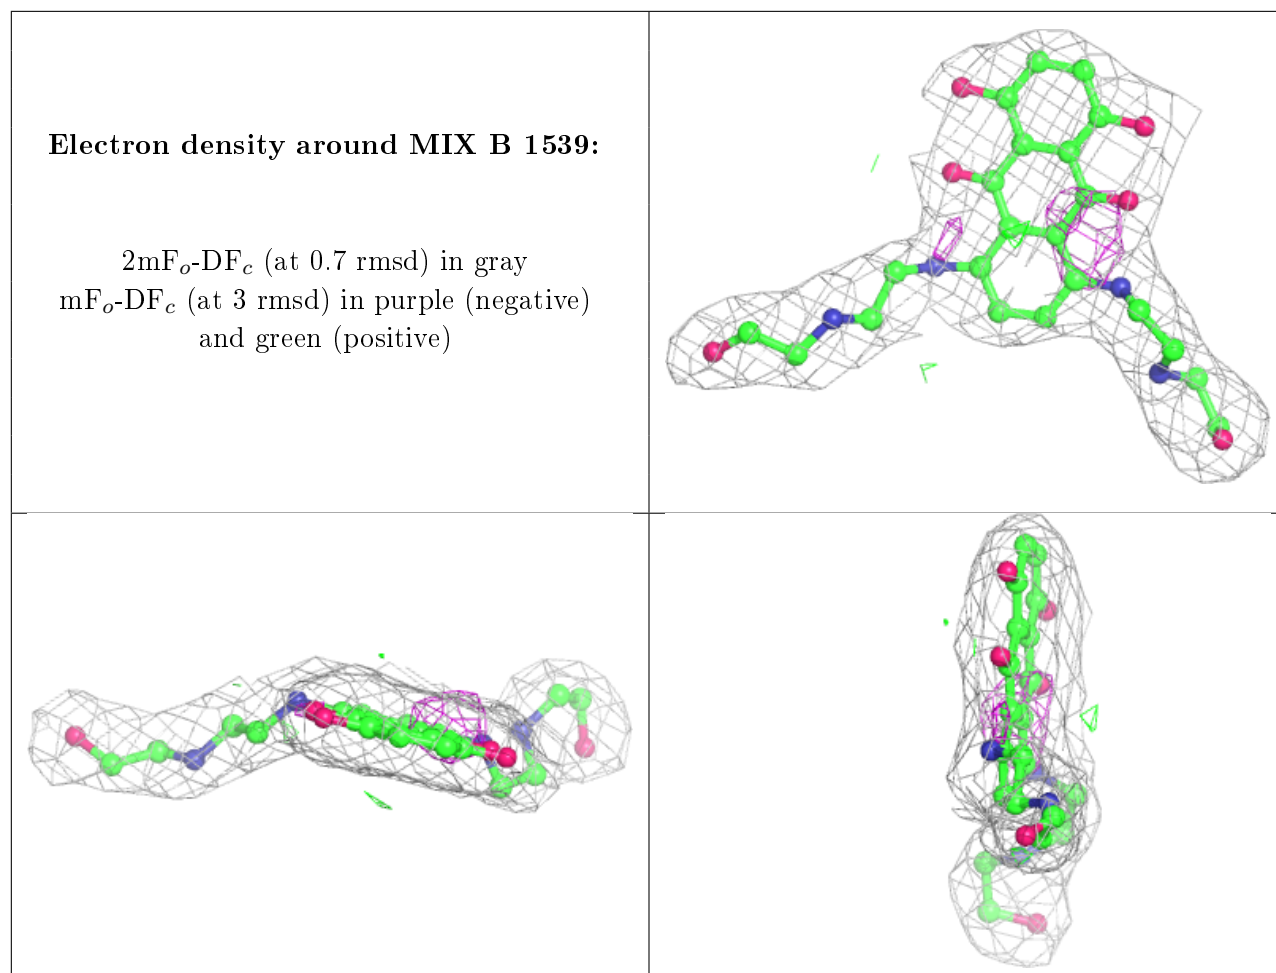 Electron density around MIX B 1539:
2mFo-DFc (at 0.7 rmsd) in gray
mFo-DFc (at 3 rmsd) in purple (negative)
and green (positive)